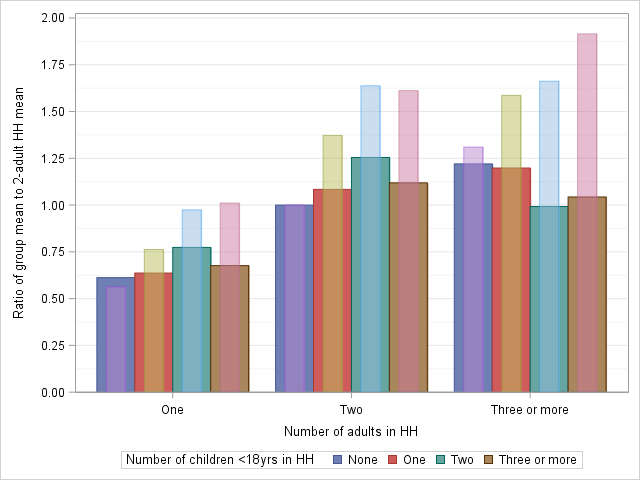 Ratio of group mean to 2-adult HH mean
2.00
1.75
1.50
1.25
1.00
0.75
0.50
0.25
0.00
One Two Three or more
Number of adults in HH
Number of children <18yrs in HH None One Two Three or more